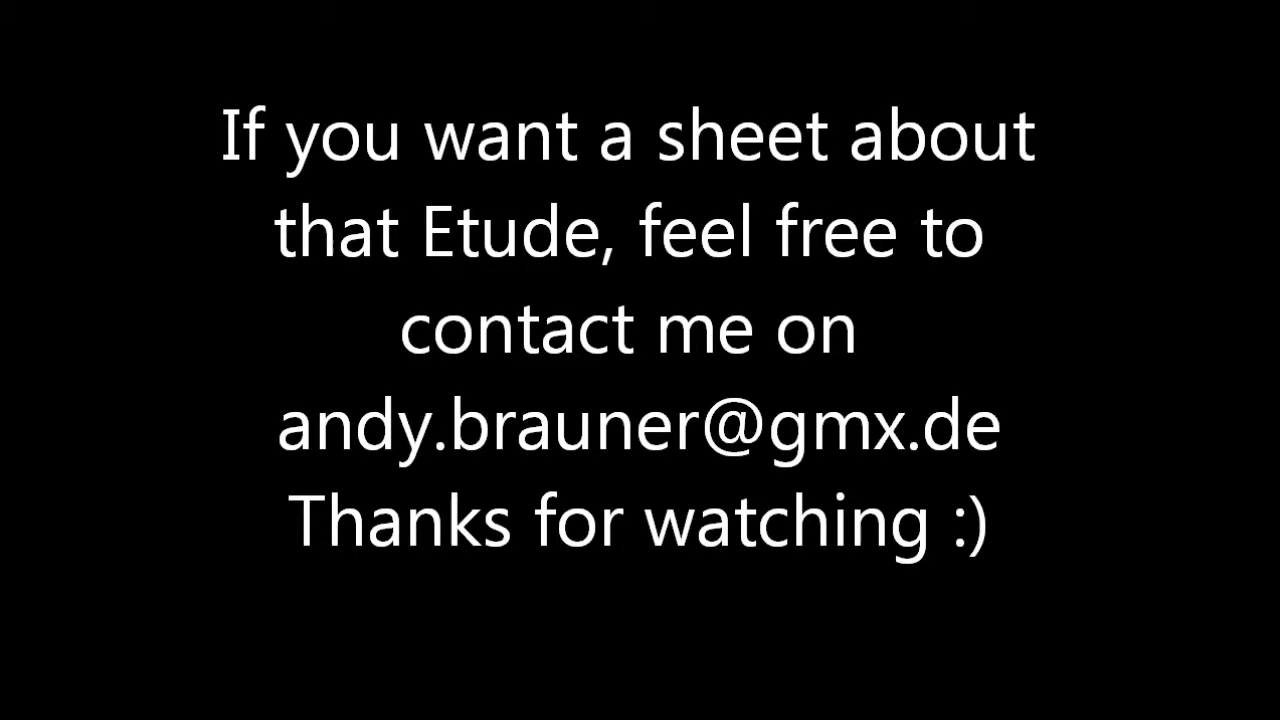 If you want a sheet about
that Etude, feel free to
contact me on
andy.brauner@gmx.de
Thanks for watching :)